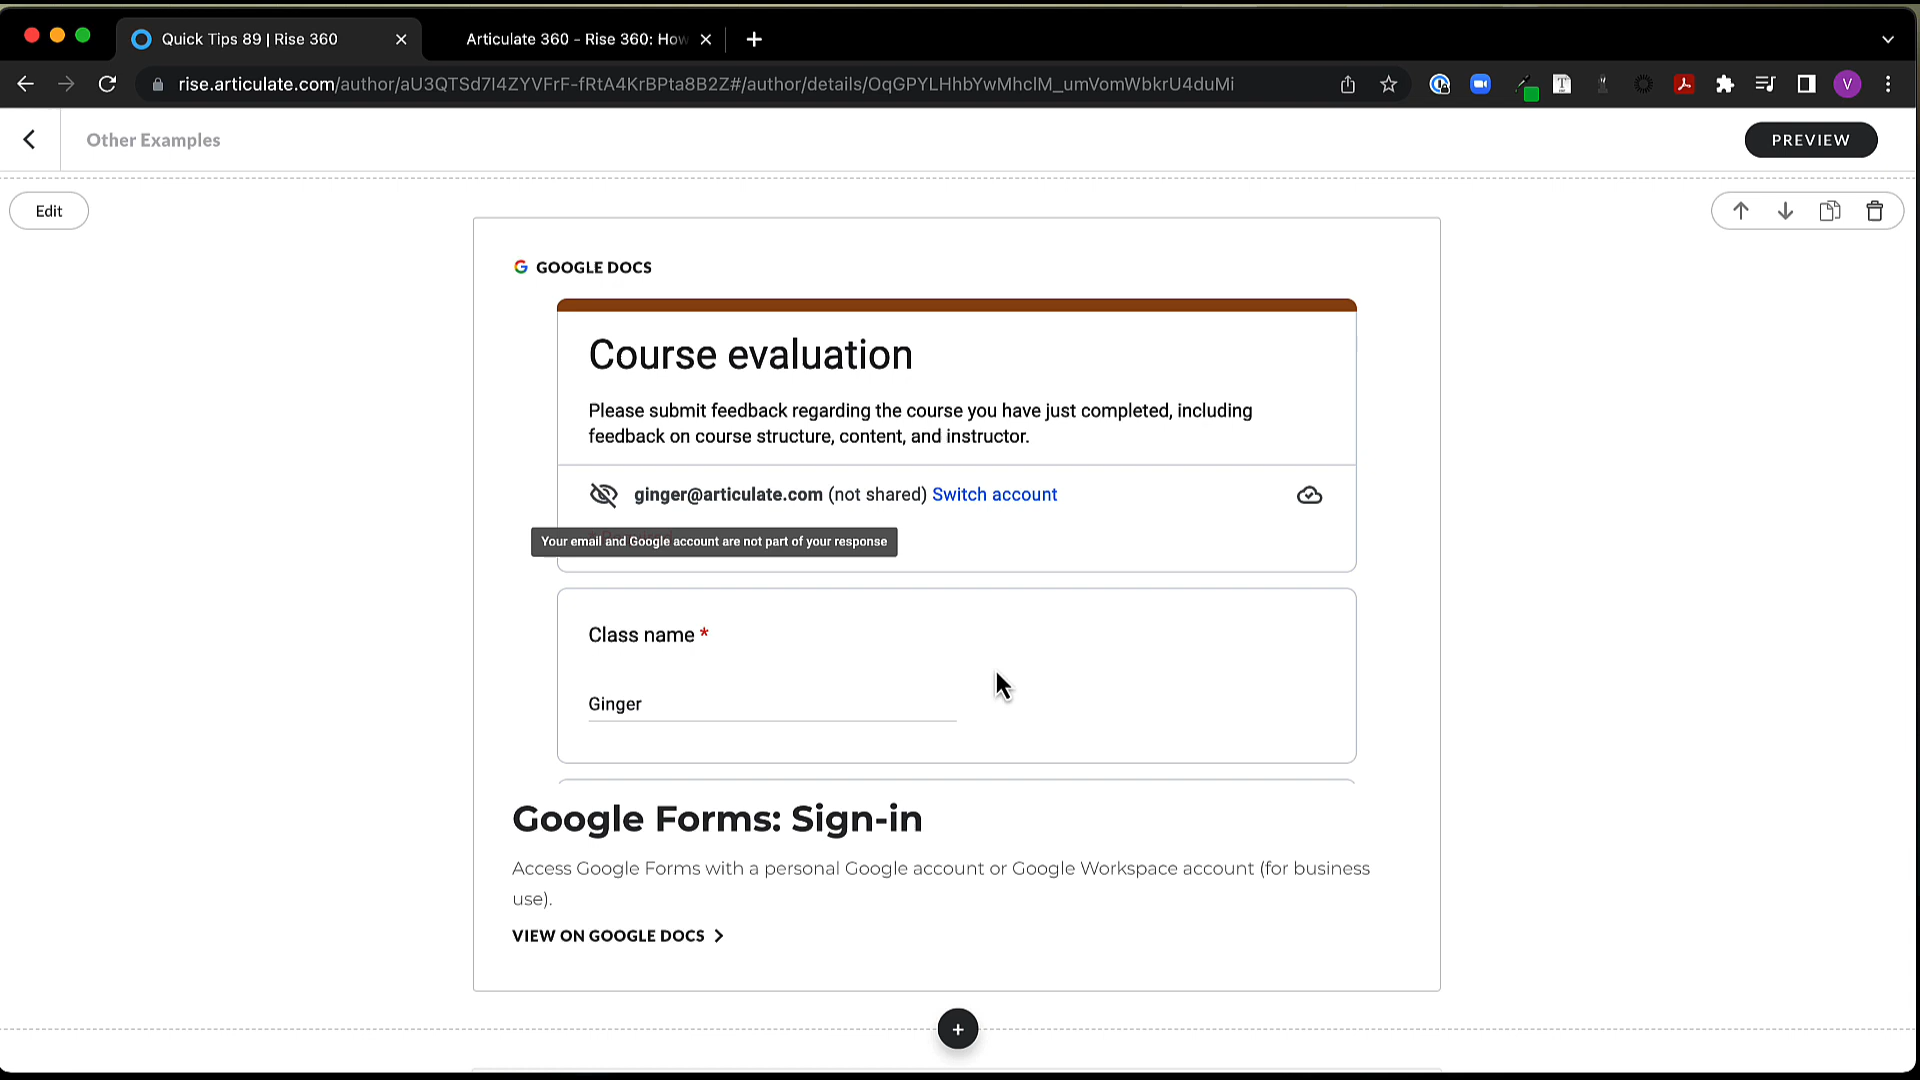 Quick Tips 89 | Rise 360
Articulate 360 - Rise 360: How
rise.articulate.com/author/aU3QTSd7I4ZYVFrF-fRtA4KrBPta8B2Z#/author/details/OqGPYLHhbYwMhclM_umVomWbkrU4duMi
V
Other Examples
PREVIEW
Edit
GOOGLE DOCS
Course evaluation
Please submit feedback regarding the course you have just completed, including
feedback on course structure, content, and instructor.
ginger@articulate.com (not shared) Switch account
Your email and Google account are not part of your response
Class name *
Ginger
Google Forms: Sign-in
Access Google Forms with a personal Google account or Google Workspace account (for business
use).
VIEW ON GOOGLE DOCS